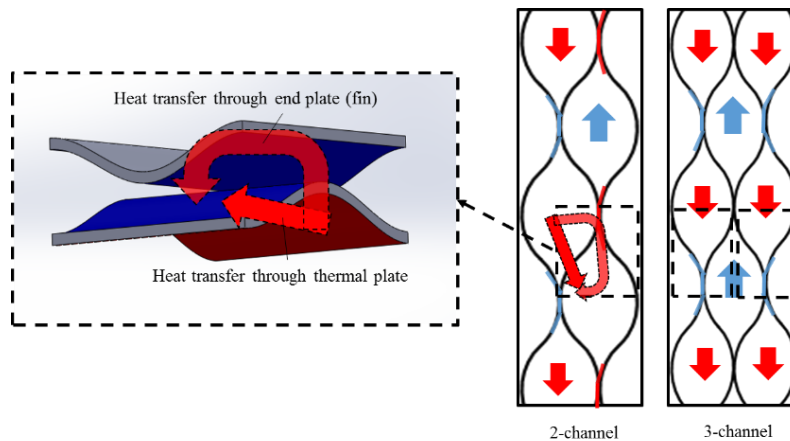 Heat transfer through end plate (fin)
Heat transfer through thermal plate
2-channel
3-channel